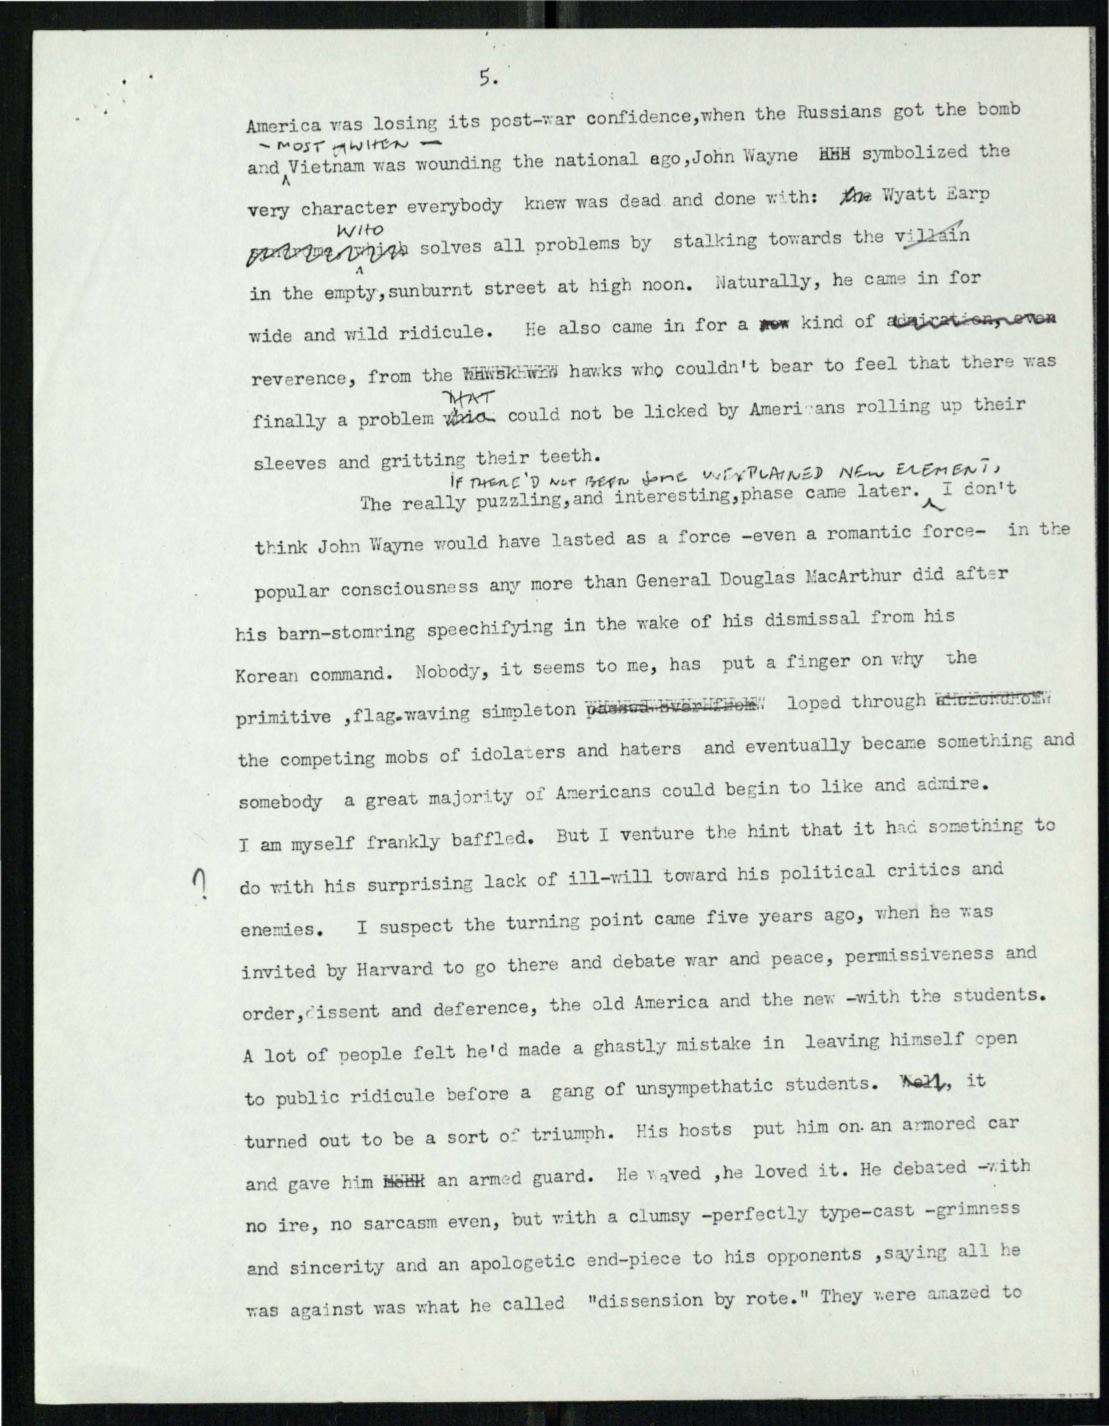 5.
America was losing its post-war confidence,when the Russians got the bomb
- MOST WHEN -
and Vietnam was wounding the national ego,John Wayne symbolized the
very character everybody knew was dead and done with: the Wyatt Earp
WHO
syndrome, which solves all problems by stalking towards the villain
in the empty,sunburnt street at high noon. Naturally, he came in for
wide and wild ridicule. He also came in for a new kind of admiration, even
reverence, from the hawks who couldn't bear to feel that there was
THAT
finally a problem could not be licked by Americans rolling up their
sleeves and gritting their teeth.
IF THERE'D NOT BEEN some UNEXPLAINED NEW ELEMENT,
The really puzzling,and interesting,phase came later. I don't
think John Wayne would have lasted as a force -even a romantic force- in the
popular consciousness any more than General Douglas MacArthur did after
his barn-stomring speechifying in the wake of his dismissal from his
Korean command. Nobody, it seems to me, has put a finger on why the
primitive ,flag-waving simpleton loped through
the competing mobs of idolaters and haters and eventually became something and
somebody a great majority of Americans could begin to like and admire.
I am myself frankly baffled. But I venture the hint that it had something to
? do with his surprising lack of ill-will toward his political critics and
enemies. I suspect the turning point came five years ago, when he was
invited by Harvard to go there and debate war and peace, permissiveness and
order,dissent and deference, the old America and the new -with the students.
A lot of people felt he'd made a ghastly mistake in leaving himself open
to public ridicule before a gang of unsympethatic students. Well, it
turned out to be a sort of triumph. His hosts put him on an armored car
and gave him an armed guard. He waved ,he loved it. He debated -with
no ire, no sarcasm even, but with a clumsy -perfectly type-cast -grimness
and sincerity and an apologetic end-piece to his opponents ,saying all he
was against was what he called "dissension by rote." They were amazed to